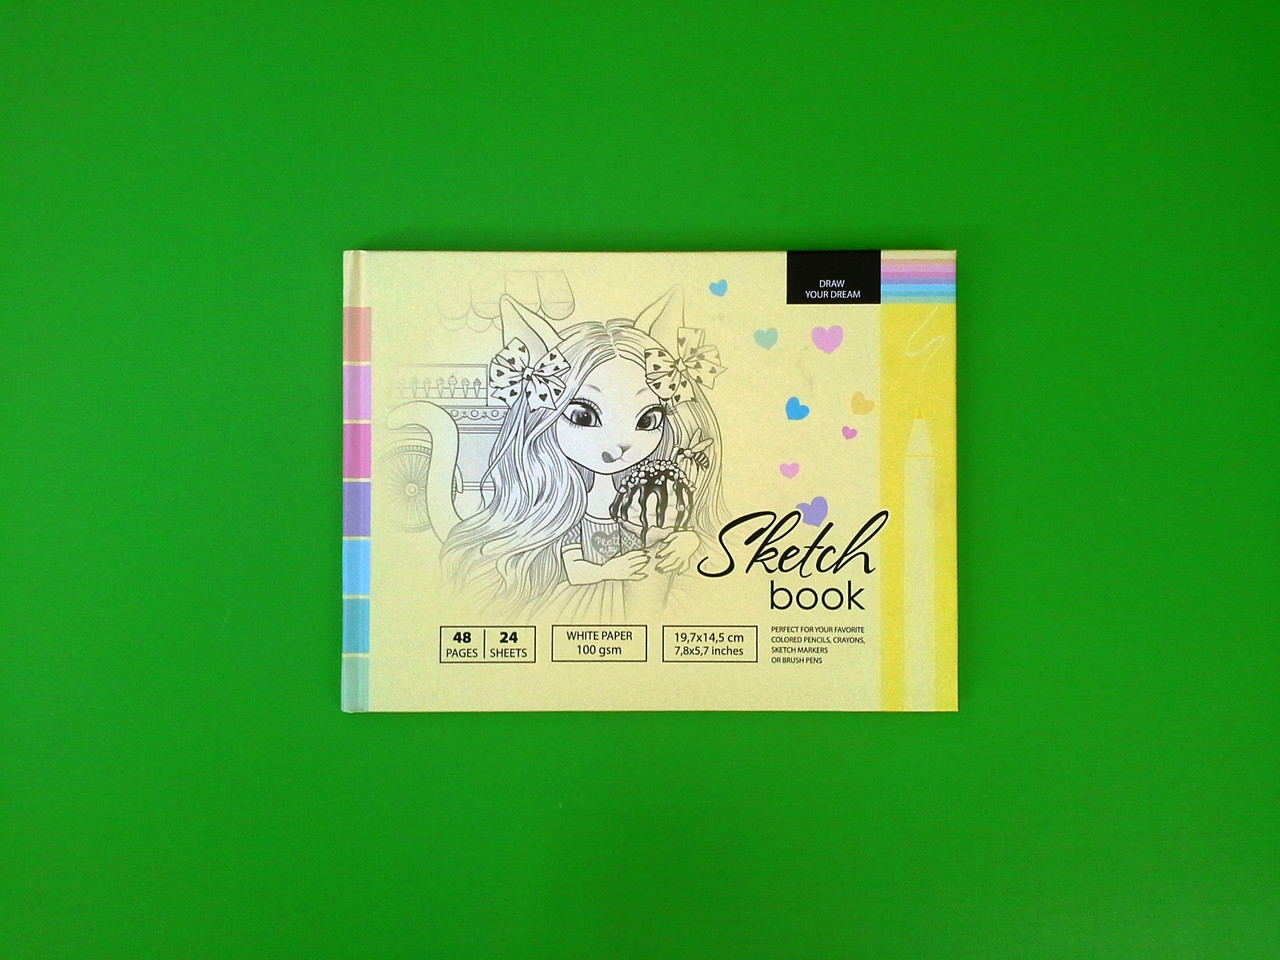 DRAW
YOUR DREAM
Sketch
book
48
PAGES
24
SHEETS
WHITE PAPER
100 gsm
19,7x14,5 cm
7,8x5,7 inches
PERFECT FOR YOUR FAVORITE
COLORED PENCILS, CRAYONS,
SKETCH MARKERS
OR BRUSH PENS